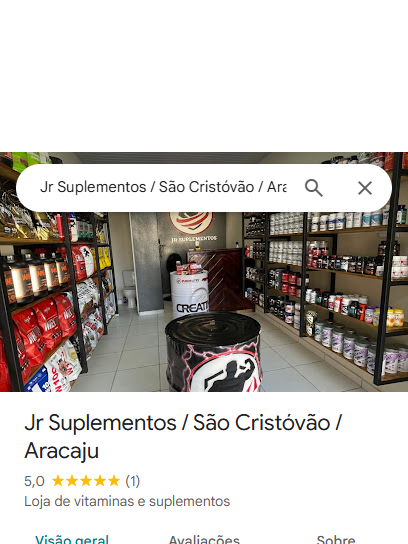 Jr Suplementos / São Cristóvão / Ara
JR SUPLEMENTOS
CREATI
Jr Suplementos / São Cristóvão /
Aracaju
5,0 (1)
Loja de vitaminas e suplementos
Visão geral Avaliações Sobre